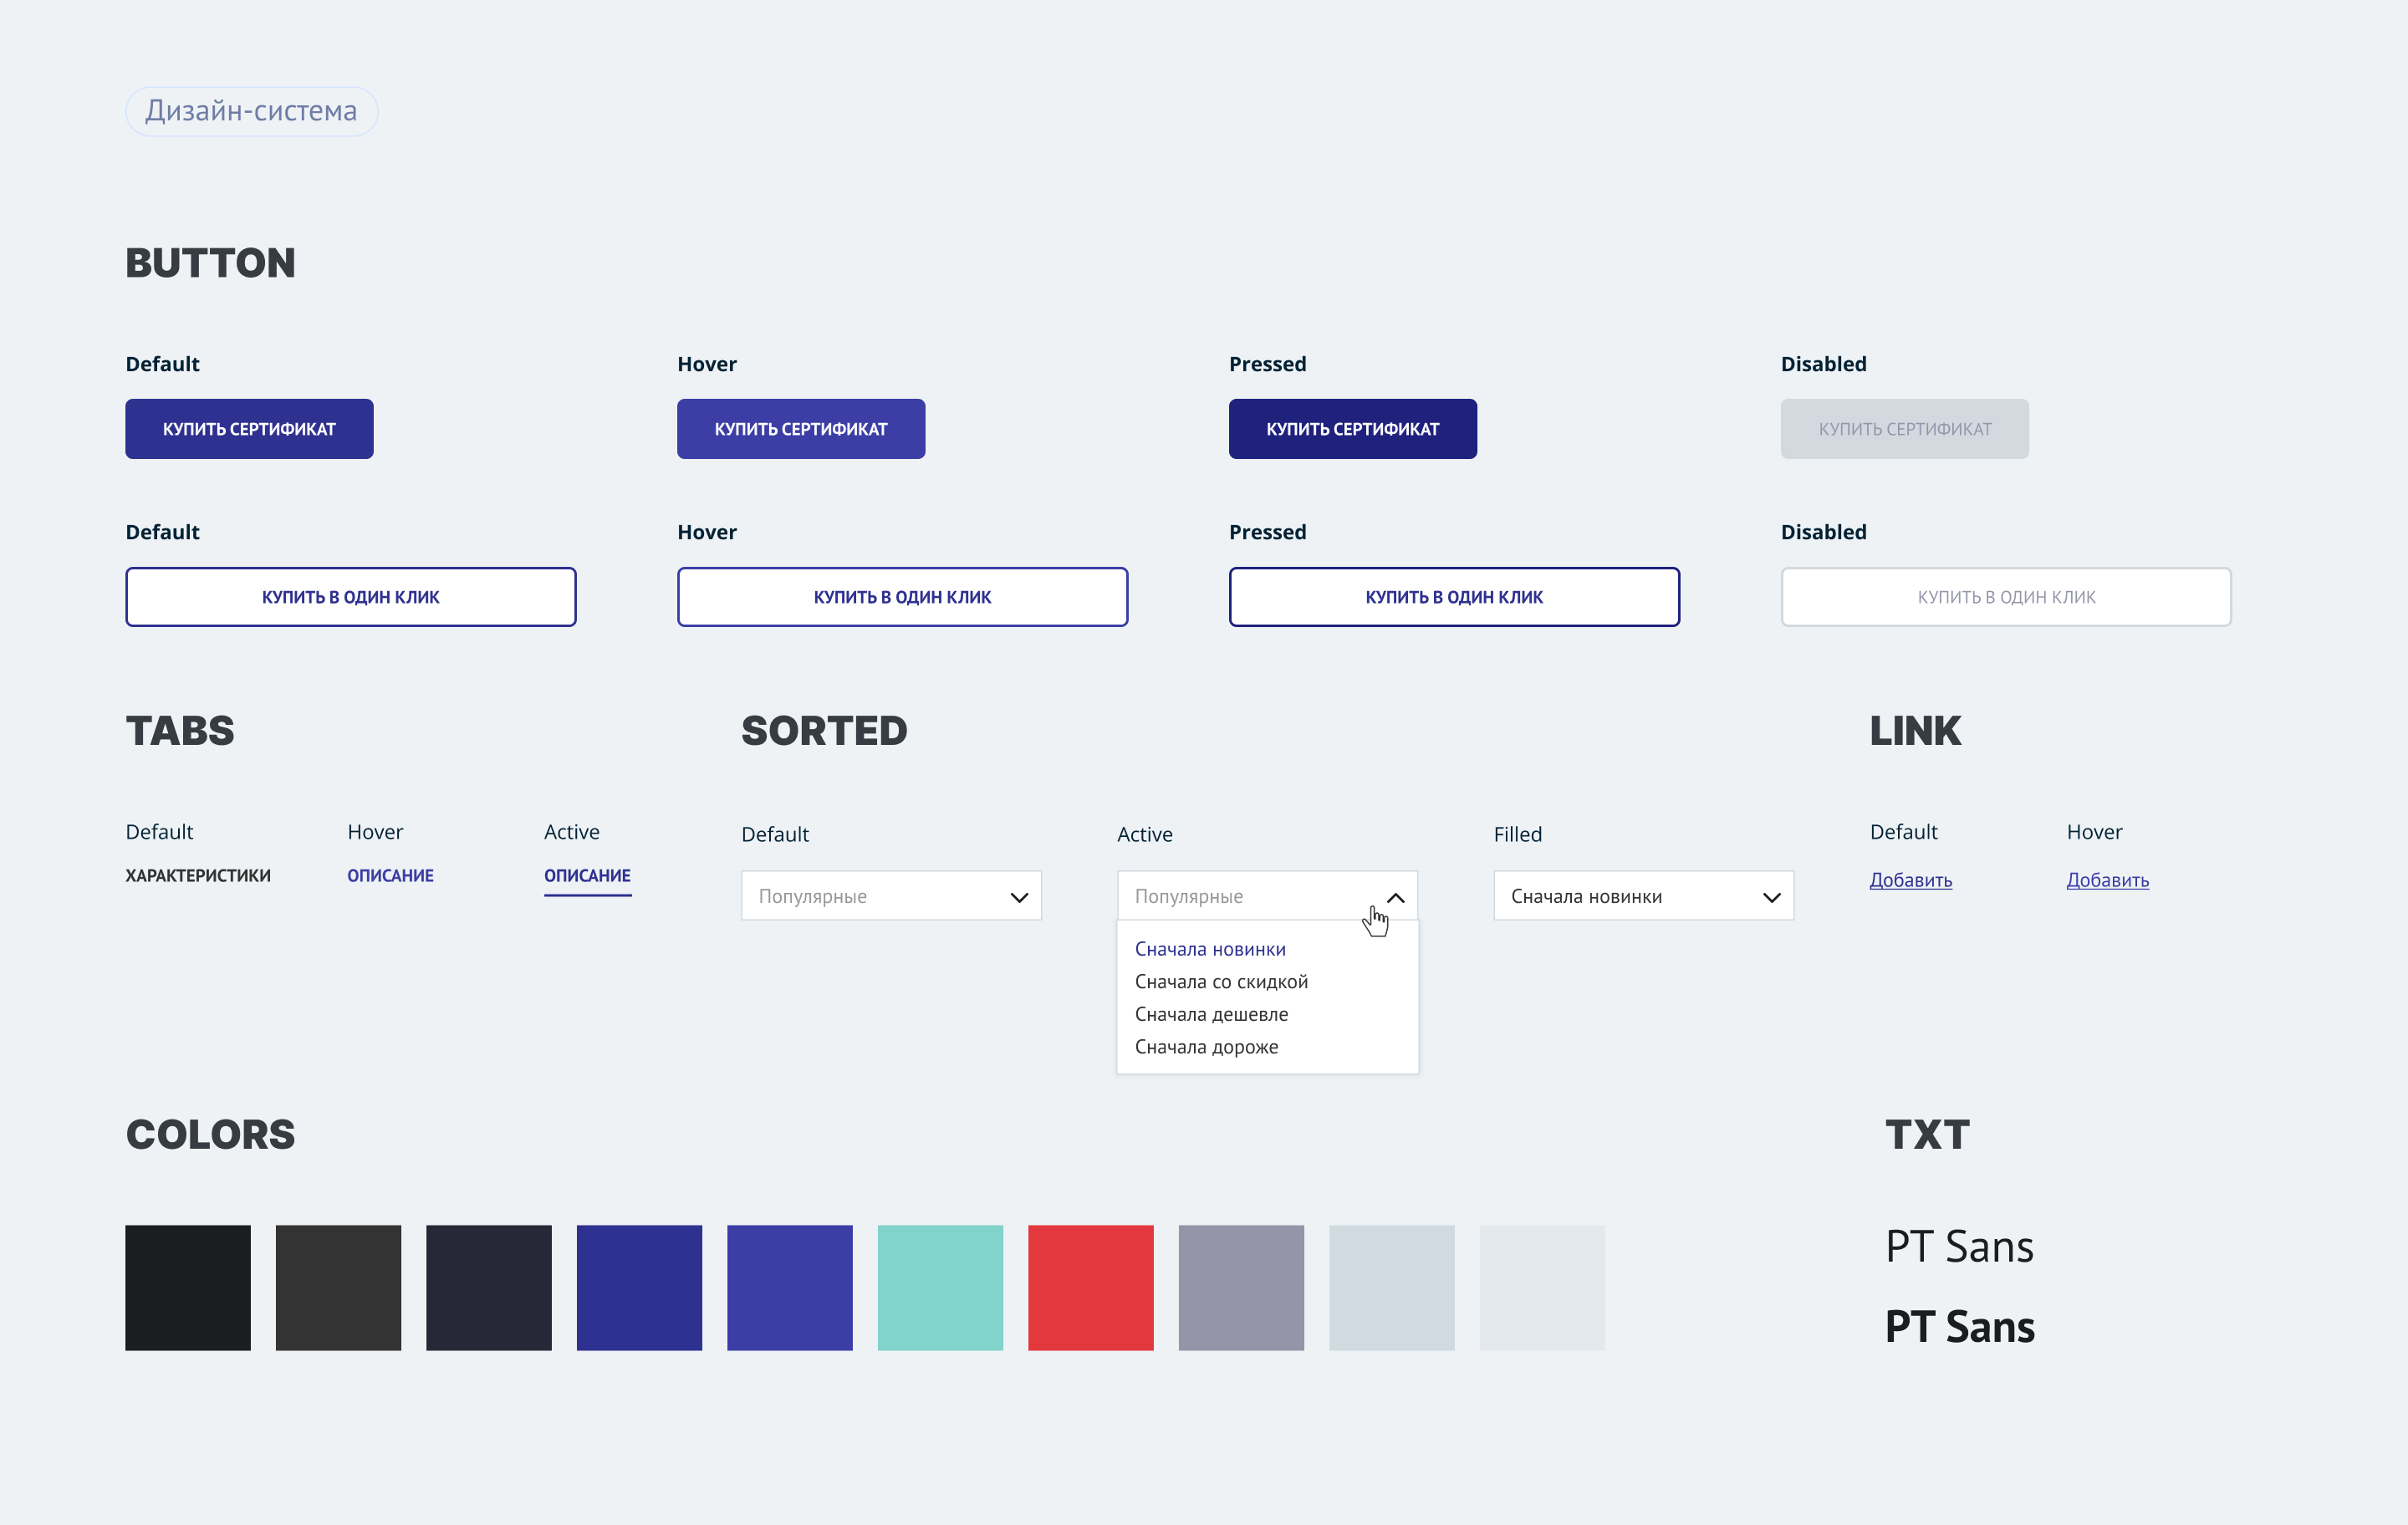 Дизайн-система
BUTTON
Default
Hover
Pressed
Disabled
КУПИТЬ СЕРТИФИКАТ
КУПИТЬ СЕРТИФИКАТ
КУПИТЬ СЕРТИФИКАТ
КУПИТЬ СЕРТИФИКАТ
Default
Hover
Pressed
Disabled
КУПИТЬ В ОДИН КЛИК
КУПИТЬ В ОДИН КЛИК
КУПИТЬ В ОДИН КЛИК
КУПИТЬ В ОДИН КЛИК
TABS
Default
Hover
Active
ХАРАКТЕРИСТИКИ
ОПИСАНИЕ
ОПИСАНИЕ
SORTED
Default
Active
Filled
Популярные
Популярные
Сначала новинки
Сначала новинки
Сначала со скидкой
Сначала дешевле
Сначала дороже
LINK
Default
Hover
Добавить
Добавить
COLORS
TXT
PT Sans
PT Sans